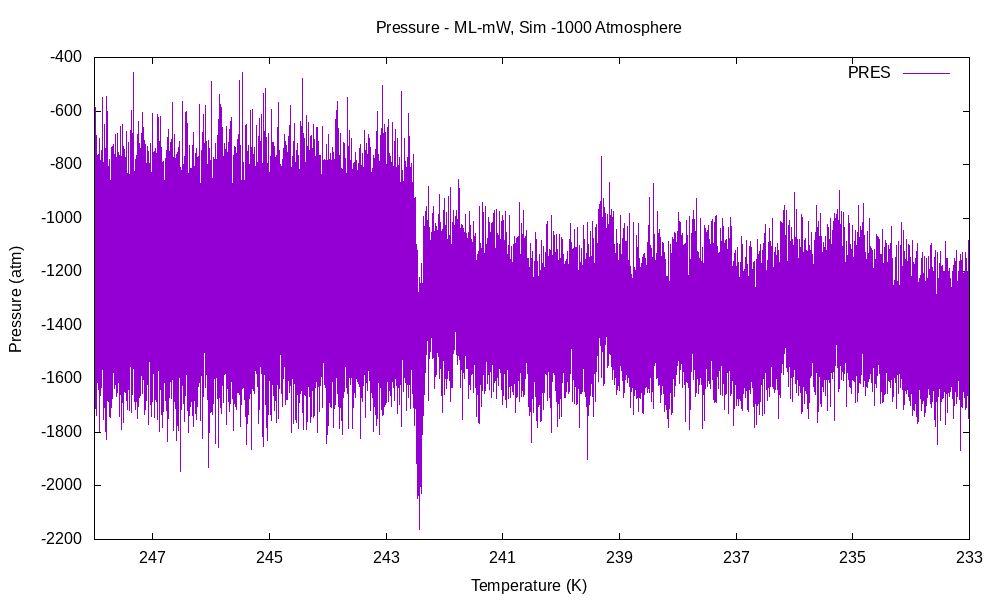 Pressure - ML-mW, Sim -1000 Atmosphere
PRES
-400
-600
-800
-1000
-1200
-1400
-1600
-1800
-2000
-2200
Pressure (atm)
247 245 243 241 239 237 235 233
Temperature (K)